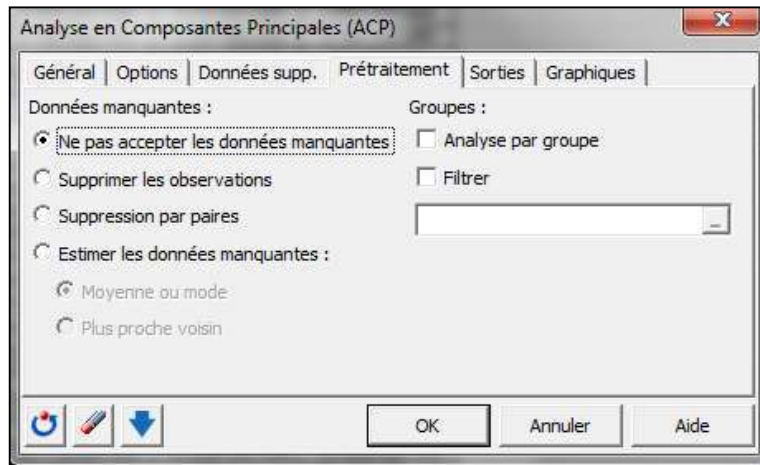 Analyse en Composantes Principales (ACP)
Général Options Données supp. Prétraitement Sorties Graphiques
Données manquantes :
Ne pas accepter les données manquantes
Supprimer les observations
Suppression par paires
Estimer les données manquantes :
Moyenne ou mode
Plus proche voisin
Groupes :
Analyse par groupe
Filtrer
...
OK Annuler Aide